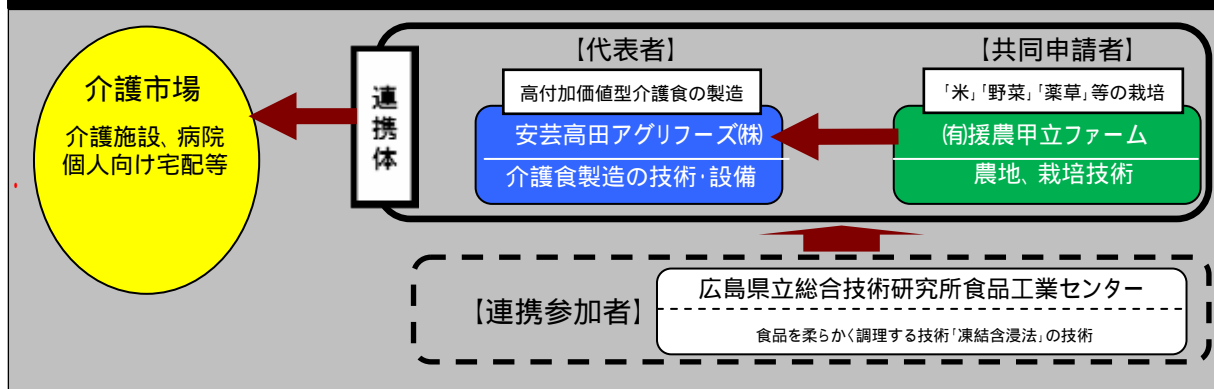 介護市場
介護施設、病院
個人向け宅配等
連携体
【代表者】
高付加価値型介護食の製造
安芸高田アグリフーズ㈱
介護食製造の技術・設備
【共同申請者】
「米」「野菜」「薬草」等の栽培
㈲援農甲立ファーム
農地、栽培技術
【連携参加者】
広島県立総合技術研究所食品工業センター
食品を柔らかく調理する技術「凍結含浸法」の技術